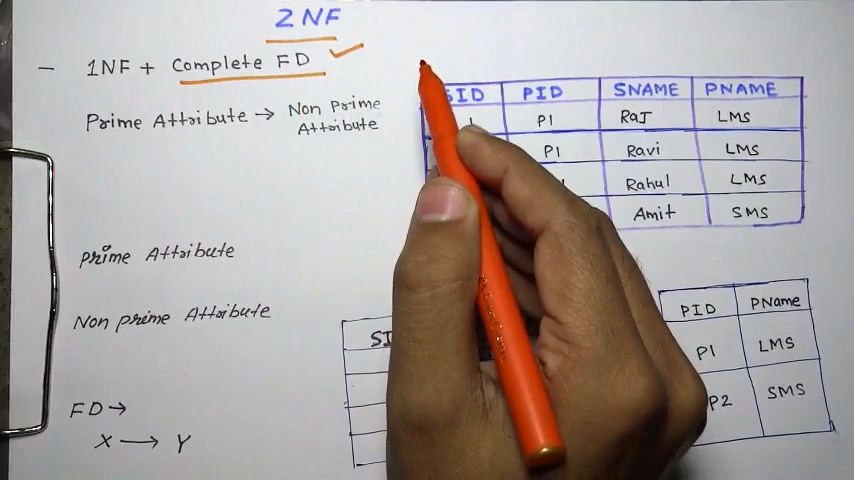 2NF
- 1NF + Complete FD ✓
Prime Attribute → Non Prime
Attribute
SID PID SNAME PNAME
1 P1 Raj LMS
P1 Ravi LMS
Rahul LMS
Amit SMS
Prime Attribute
Non prime Attribute
PID PName
P1 LMS
P2 SMS
FD →
X → Y